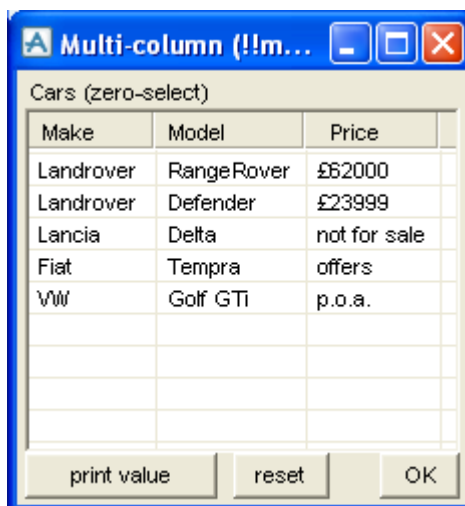 Multi-column (!!m...
Cars (zero-select)
Make Model Price
Landrover RangeRover £62000
Landrover Defender £23999
Lancia Delta not for sale
Fiat Tempra offers
VW Golf GTi p.o.a.
print value reset OK